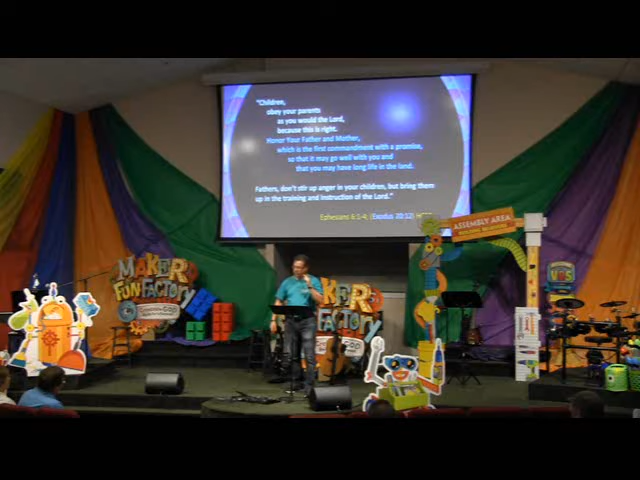 "Children,
obey your parents
as you would the Lord,
because this is right.
Honor Your Father and Mother,
which is the first commandment with a promise,
so that it may go well with you and
that you may have long life in the land.
Fathers, don't stir up anger in your children, but bring them
up in the training and instruction of the Lord."
Ephesians 6:1-4; (Exodus 20:12)
ASSEMBLY AREA
MAKER
FUN FACTORY
KER
FACTORY
VBS